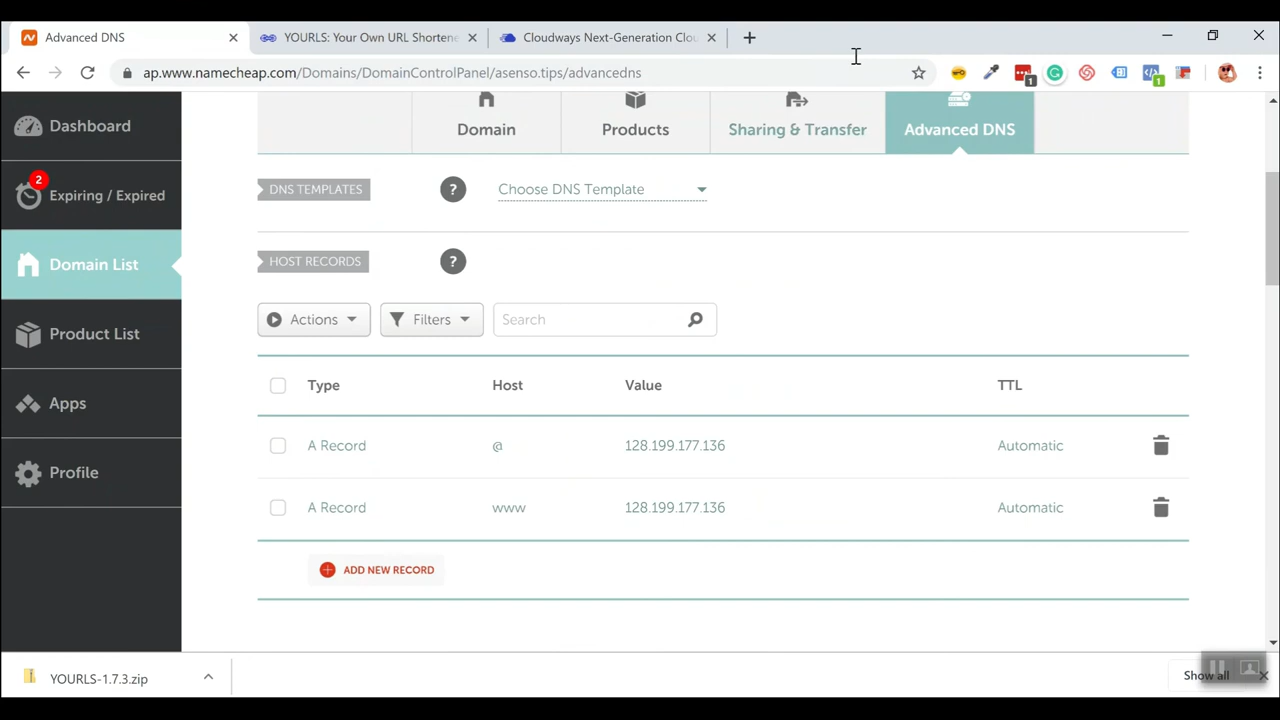 Advanced DNS
YOURLS: Your Own URL Shortene
Cloudways Next-Generation Clou
ap.www.namecheap.com/Domains/DomainControlPanel/asenso.tips/advancedns
1
1
Dashboard
2
Expiring / Expired
Domain List
Product List
Apps
Profile
Domain
Products
Sharing & Transfer
Advanced DNS
DNS TEMPLATES
?
Choose DNS Template
HOST RECORDS
?
Actions
Filters
Search
Type Host Value TTL
A Record @ 128.199.177.136 Automatic
A Record www 128.199.177.136 Automatic
ADD NEW RECORD
YOURLS-1.7.3.zip
Show all